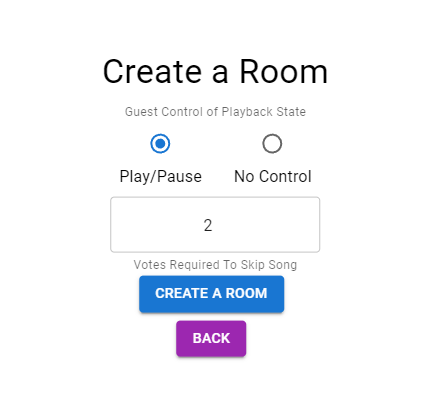 Create a Room
Guest Control of Playback State
Play/Pause No Control
2
Votes Required To Skip Song
CREATE A ROOM
BACK